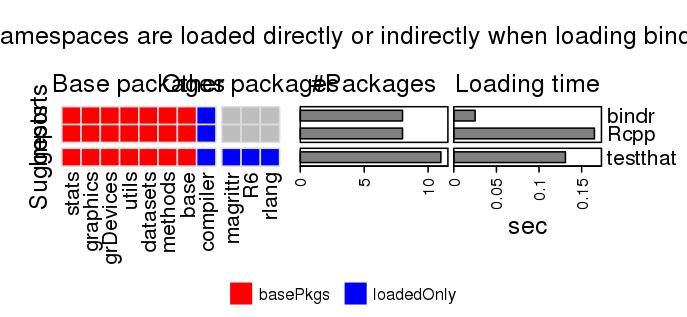 amespaces are loaded directly or indirectly when loading bind
Base packages Other packages #Packages Loading time
Imports
Suggests
bindr
Rcpp
testthat
stats
graphics
grDevices
utils
datasets
methods
base
compiler
magrittr
R6
rlang
0 5 10
0 0.05 0.1 0.15
sec
basePkgs loadedOnly